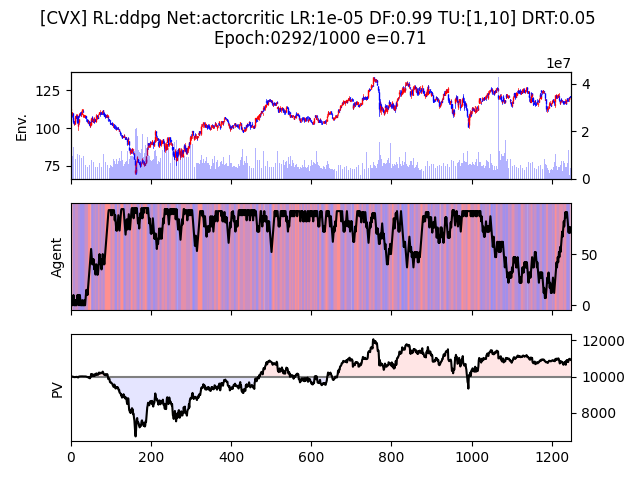 [CVX] RL:ddpg Net:actorcritic LR:1e-05 DF:0.99 TU:[1,10] DRT:0.05
Epoch:0292/1000 e=0.71
1e7
125
100
75
Env.
4
2
0
Agent
50
0
PV
12000
10000
8000
0 200 400 600 800 1000 1200